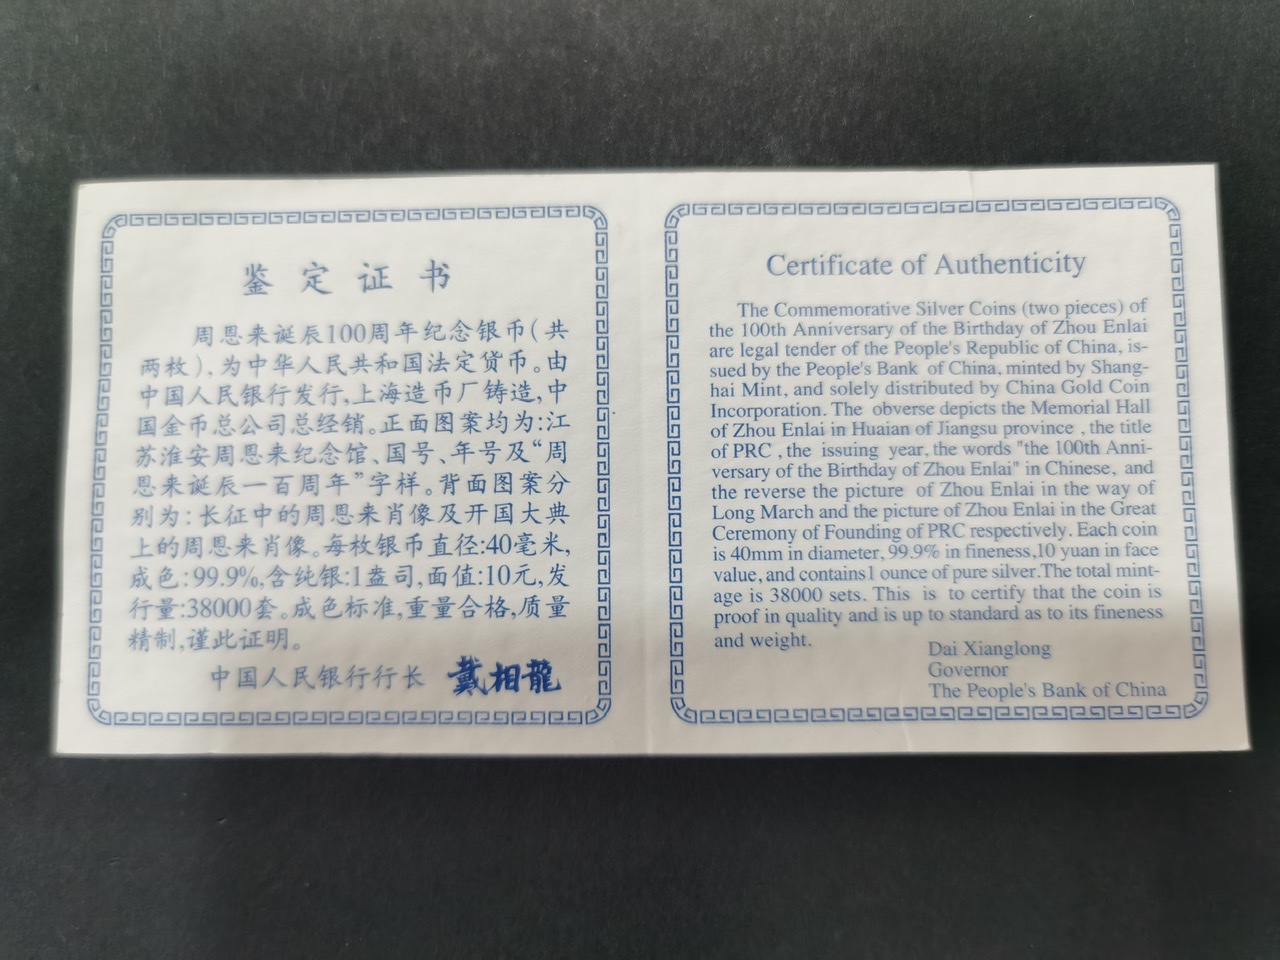 鉴定证书
周恩来诞辰100周年纪念银币(共
两枚),为中华人民共和国法定货币。由
中国人民银行发行,上海造币厂铸造,中
国金币总公司总经销。正面图案均为:江
苏淮安周恩来纪念馆、国号、年号及“周
恩来诞辰一百周年”字样。背面图案分
别为:长征中的周恩来肖像及开国大典
上的周恩来肖像。每枚银币直径:40毫米,
成色:99.9%,含纯银:1盎司,面值:10元,发
行量:38000套。成色标准,重量合格,质量
精制,谨此证明。
中国人民银行行长 戴相龍
Certificate of Authenticity
The Commemorative Silver Coins (two pieces) of
the 100th Anniversary of the Birthday of Zhou Enlai
are legal tender of the People's Republic of China, is-
sued by the People's Bank of China, minted by Shang-
hai Mint, and solely distributed by China Gold Coin
Incorporation. The obverse depicts the Memorial Hall
of Zhou Enlai in Huaian of Jiangsu province , the title
of PRC , the issuing year, the words "the 100th Anni-
versary of the Birthday of Zhou Enlai" in Chinese, and
the reverse the picture of Zhou Enlai in the way of
Long March and the picture of Zhou Enlai in the Great
Ceremony of Founding of PRC respectively. Each coin
is 40mm in diameter, 99.9% in fineness,10 yuan in face
value, and contains1 ounce of pure silver.The total mint-
age is 38000 sets. This is to certify that the coin is
proof in quality and is up to standard as to its fineness
and weight.
Dai Xianglong
Governor
The People's Bank of China